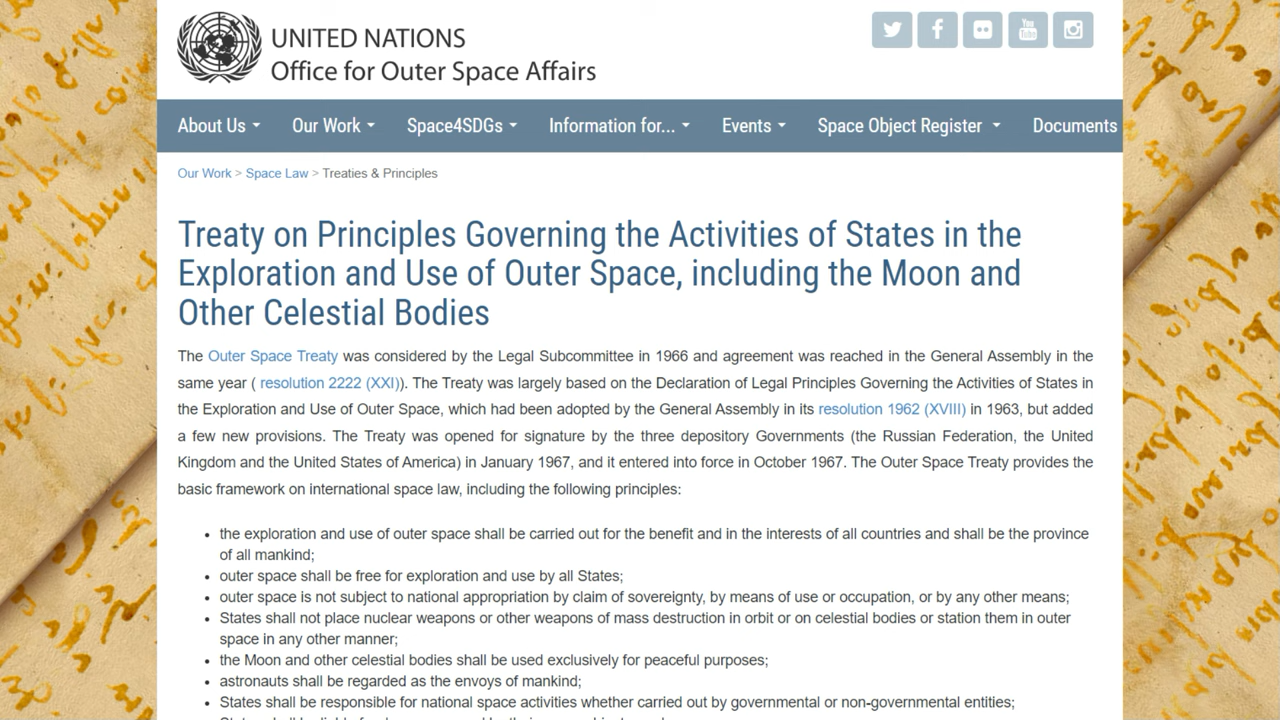 UNITED NATIONS
Office for Outer Space Affairs
You
Tube
About Us
Our Work
Space4SDGs
Information for...
Events
Space Object Register
Documents
Our Work > Space Law > Treaties & Principles
Treaty on Principles Governing the Activities of States in the
Exploration and Use of Outer Space, including the Moon and
Other Celestial Bodies
The Outer Space Treaty was considered by the Legal Subcommittee in 1966 and agreement was reached in the General Assembly in the
same year ( resolution 2222 (XXI)). The Treaty was largely based on the Declaration of Legal Principles Governing the Activities of States in
the Exploration and Use of Outer Space, which had been adopted by the General Assembly in its resolution 1962 (XVIII) in 1963, but added
a few new provisions. The Treaty was opened for signature by the three depository Governments (the Russian Federation, the United
Kingdom and the United States of America) in January 1967, and it entered into force in October 1967. The Outer Space Treaty provides the
basic framework on international space law, including the following principles:
• the exploration and use of outer space shall be carried out for the benefit and in the interests of all countries and shall be the province
of all mankind;
• outer space shall be free for exploration and use by all States;
• outer space is not subject to national appropriation by claim of sovereignty, by means of use or occupation, or by any other means;
• States shall not place nuclear weapons or other weapons of mass destruction in orbit or on celestial bodies or station them in outer
space in any other manner;
• the Moon and other celestial bodies shall be used exclusively for peaceful purposes;
• astronauts shall be regarded as the envoys of mankind;
• States shall be responsible for national space activities whether carried out by governmental or non-governmental entities;